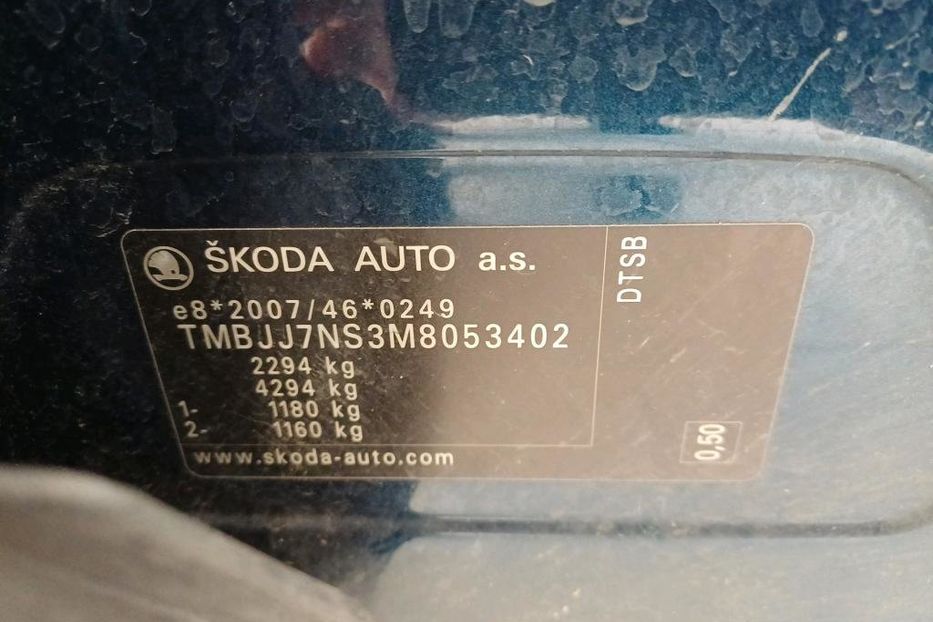 ŠKODA AUTO a.s.
e8*2007/46*0249
TMBJJ7NS3M8053402
2294 kg
4294 kg
1- 1180 kg
2- 1160 kg
www.skoda-auto.com
DTSB
0,50